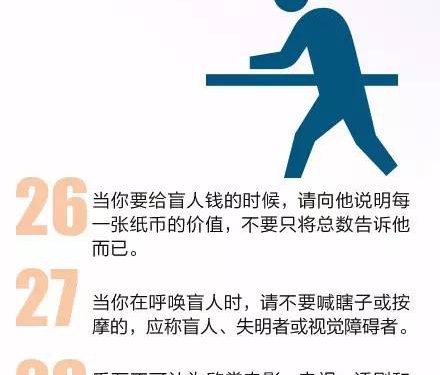 26
当你要给盲人钱的时候，请向他说明每
一张纸币的价值，不要只将总数告诉他
而已。
27
当你在呼唤盲人时，请不要喊瞎子或按
摩的，应称盲人、失明者或视觉障碍者。